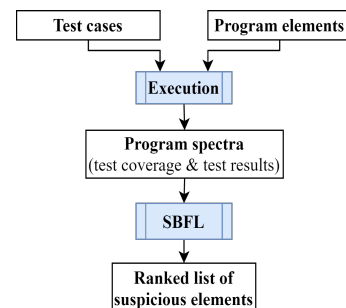 Test cases
Program elements
Execution
Program spectra
(test coverage & test results)
SBFL
Ranked list of
suspicious elements